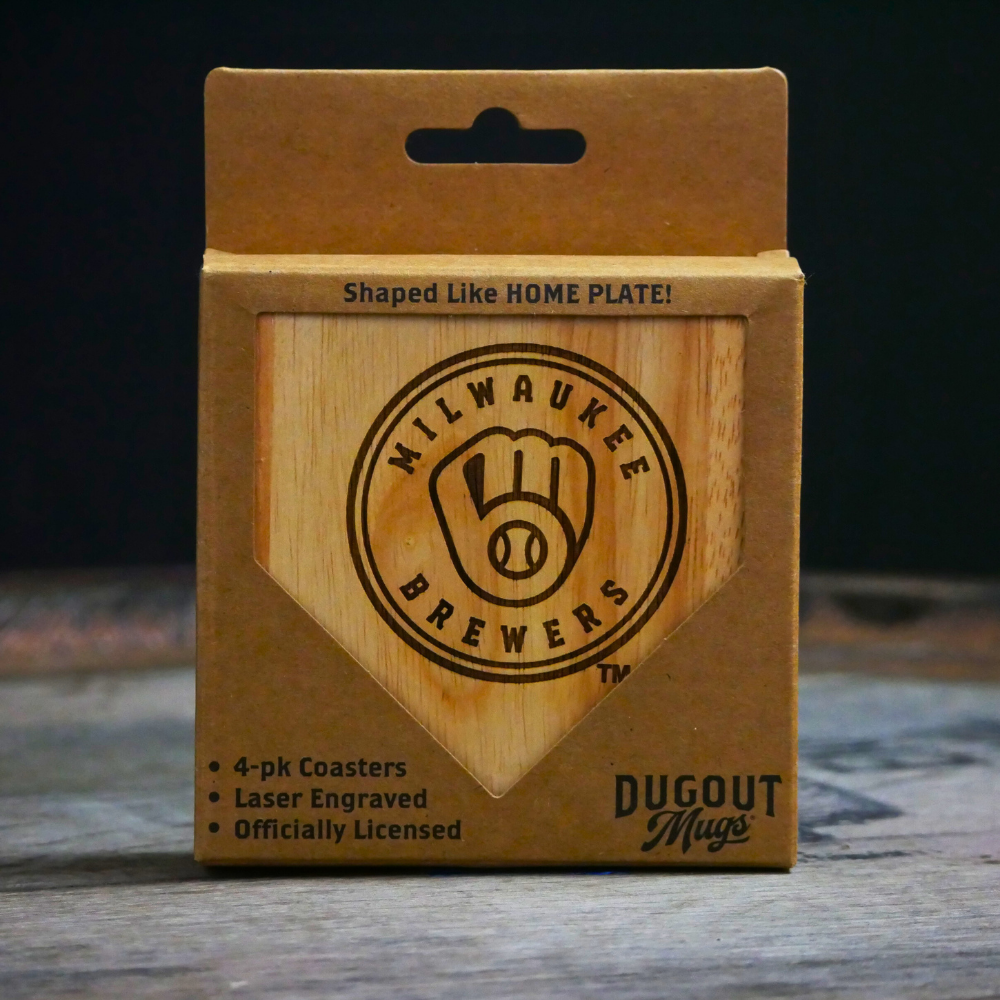 Shaped Like HOME PLATE!
MILWAUKEE
BREWERS
TM
• 4-pk Coasters
• Laser Engraved
• Officially Licensed
DUGOUT
Mugs®